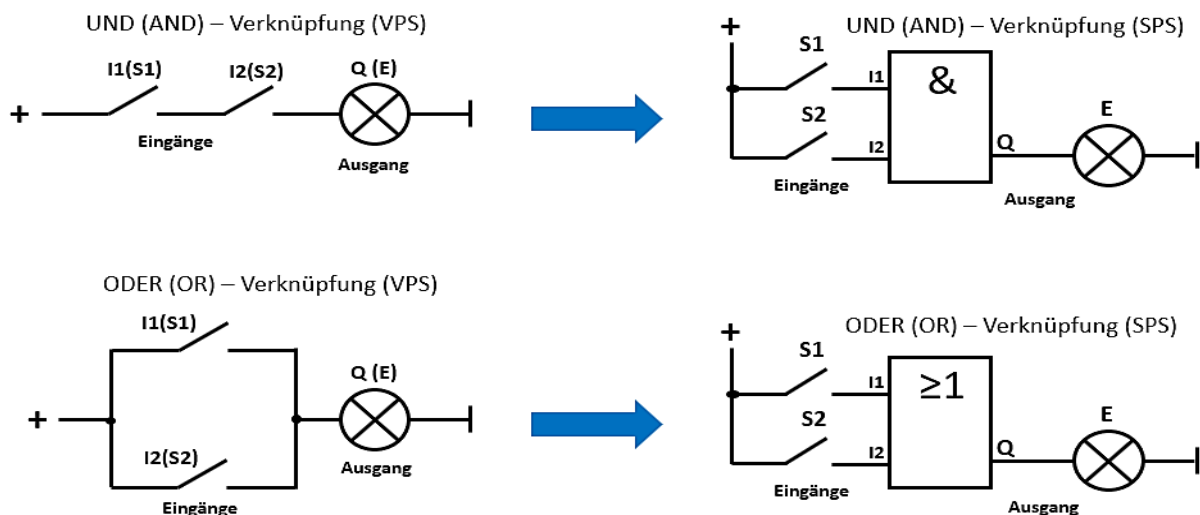 UND (AND) – Verknüpfung (VPS)
I1(S1)
I2(S2)
Q (E)
+
Eingänge
Ausgang
UND (AND) – Verknüpfung (SPS)
+
S1
I1
&
S2
I2
E
Q
Eingänge
Ausgang
ODER (OR) – Verknüpfung (VPS)
I1(S1)
Q (E)
+
I2(S2)
Ausgang
Eingänge
ODER (OR) – Verknüpfung (SPS)
+
S1
I1
≥1
S2
I2
E
Q
Eingänge
Ausgang